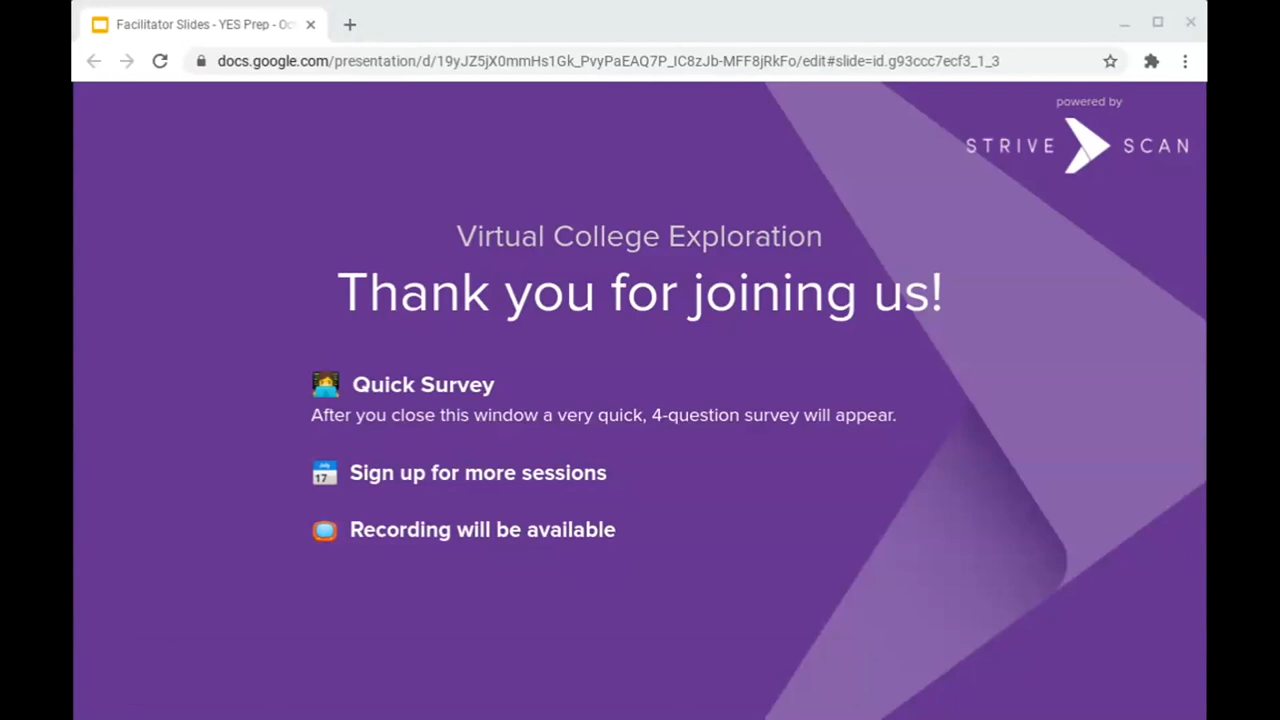 Facilitator Slides - YES Prep - Oc
docs.google.com/presentation/d/19yJZ5jX0mmHs1Gk_PvyPaEAQ7P_IC8zJb-MFF8jRkFo/edit#slide=id.g93ccc7ecf3_1_3
powered by
STRIVE SCAN
Virtual College Exploration
Thank you for joining us!
Quick Survey
After you close this window a very quick, 4-question survey will appear.
July
17
Sign up for more sessions
Recording will be available